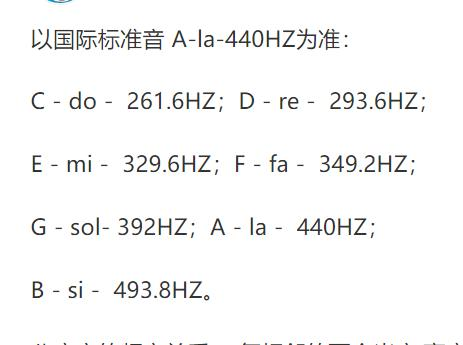 以国际标准音 A-la-440HZ为准：
C - do -  261.6HZ；D - re -  293.6HZ；
E - mi -  329.6HZ；F - fa -  349.2HZ；
G - sol- 392HZ；A - la -  440HZ；
B - si -  493.8HZ。